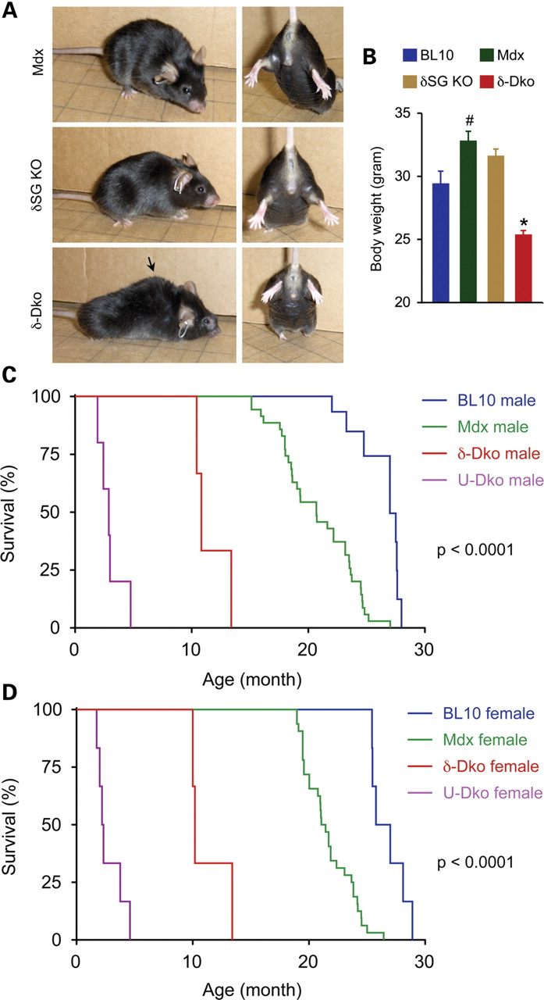 A
Mdx
δSG KO
δ-Dko
B
BL10
Mdx
δSG KO
δ-Dko
Body weight (gram)
35
30
25
20
#
*
C
Survival (%)
100
75
50
25
0
0 10 20 30
Age (month)
BL10 male
Mdx male
δ-Dko male
U-Dko male
p < 0.0001
D
Survival (%)
100
75
50
25
0
0 10 20 30
Age (month)
BL10 female
Mdx female
δ-Dko female
U-Dko female
p < 0.0001